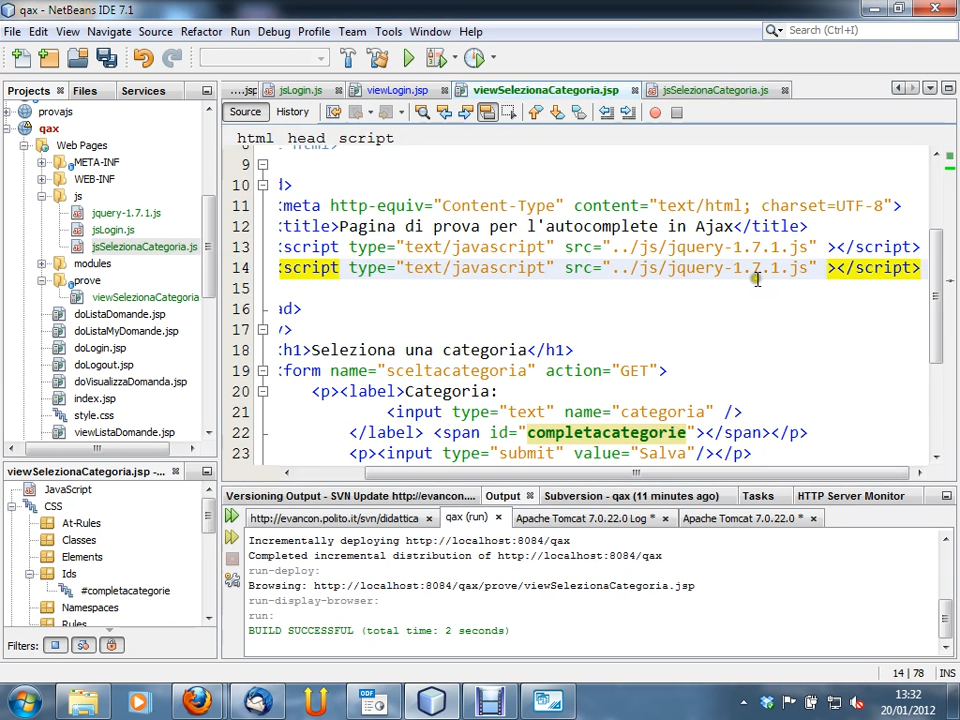 qax - NetBeans IDE 7.1
File Edit View Navigate Source Refactor Run Debug Profile Team Tools Window Help
Search (Ctrl+I)
Projects Files Services
...jsp jsLogin.js viewLogin.jsp viewSelezionaCategoria.jsp jsSelezionaCategoria.js
Source History
html head script
provajs
qax
Web Pages
META-INF
WEB-INF
js
jquery-1.7.1.js
jsLogin.js
jsSelezionaCategoria.js
modules
prove
viewSelezionaCategoria
doListaDomande.jsp
doListaMyDomande.jsp
doLogin.jsp
doLogout.jsp
doVisualizzaDomanda.jsp
index.jsp
style.css
viewListaDomande.jsp
9
10 d>
11 meta http-equiv="Content-Type" content="text/html; charset=UTF-8">
12 <title>Pagina di prova per l'autocomplete in Ajax</title>
13 <script type="text/javascript" src="../js/jquery-1.7.1.js" ></script>
14 <script type="text/javascript" src="../js/jquery-1.7.1.js" ></script>
15
16 ad>
17 y>
18 <h1>Seleziona una categoria</h1>
19 <form name="sceltacategoria" action="GET">
20 <p><label>Categoria:
21 <input type="text" name="categoria" />
22 </label> <span id="completacategorie"></span></p>
23 <p><input type="submit" value="Salva"/></p>
viewSelezionaCategoria.jsp -...
JavaScript
CSS
At-Rules
Classes
Elements
Ids
#completacategorie
Namespaces
Rules
Filters:
Versioning Output - SVN Update http://evancon.... Output Subversion - qax (11 minutes ago) Tasks HTTP Server Monitor
http://evancon.polito.it/svn/didattica qax (run) Apache Tomcat 7.0.22.0 Log * Apache Tomcat 7.0.22.0 *
Incrementally deploying http://localhost:8084/qax
Completed incremental distribution of http://localhost:8084/qax
run-deploy:
Browsing: http://localhost:8084/qax/prove/viewSelezionaCategoria.jsp
run-display-browser:
run:
BUILD SUCCESSFUL (total time: 2 seconds)
14 | 78 INS
13:32
20/01/2012